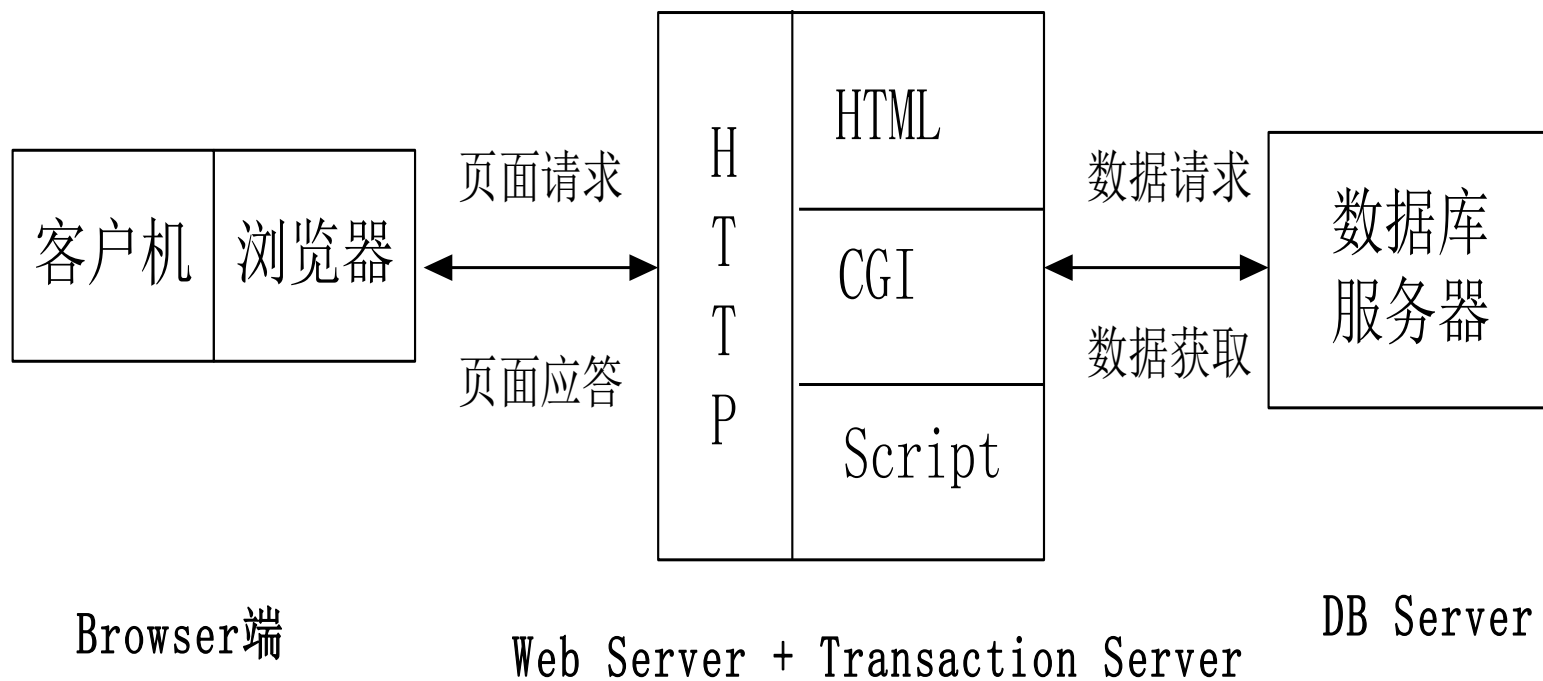 客户机
浏览器
页面请求
页面应答
HTTP
HTML
CGI
Script
数据请求
数据获取
数据库
服务器
Browser端
Web Server + Transaction Server
DB Server